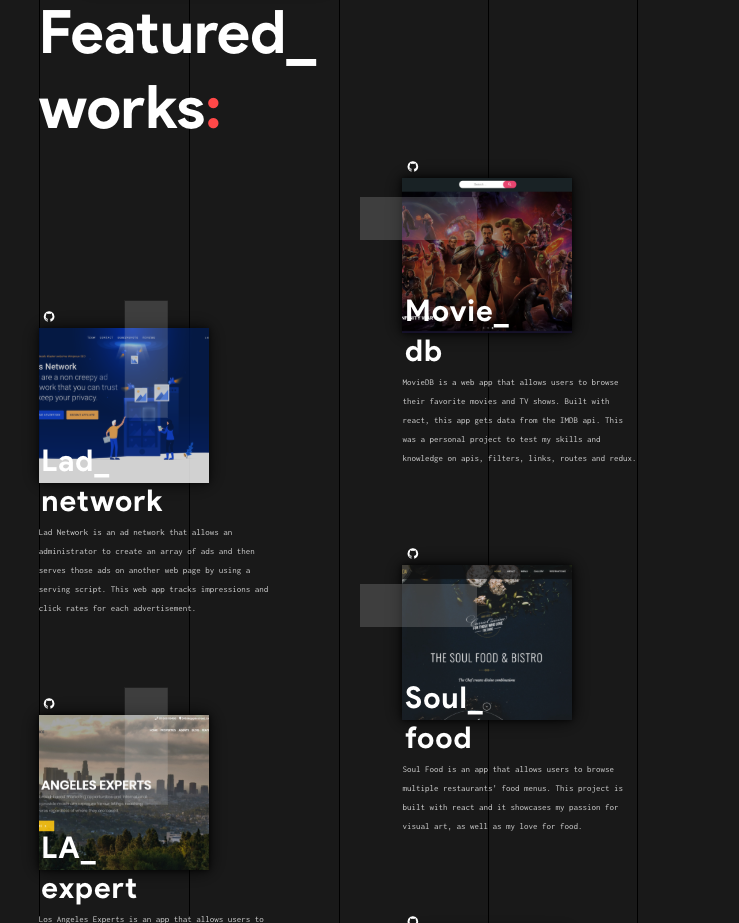 Featured_
works:
Movie_
db
MovieDB is a web app that allows users to browse
their favorite movies and TV shows. Built with
react, this app gets data from the IMDB api. This
was a personal project to test my skills and
knowledge on apis, filters, links, routes and redux.
s Network
are a non creepy ad
work that you can trust
keep your privacy.
Lad_
network
Lad Network is an ad network that allows an
administrator to create an array of ads and then
serves those ads on another web page by using a
serving script. This web app tracks impressions and
click rates for each advertisement.
THE SOUL FOOD & BISTRO
The Chef creates divine combinations
Soul_
food
Soul Food is an app that allows users to browse
multiple restaurants' food menus. This project is
built with react and it showcases my passion for
visual art, as well as my love for food.
ANGELES EXPERTS
LA_
expert
Los Angeles Experts is an app that allows users to